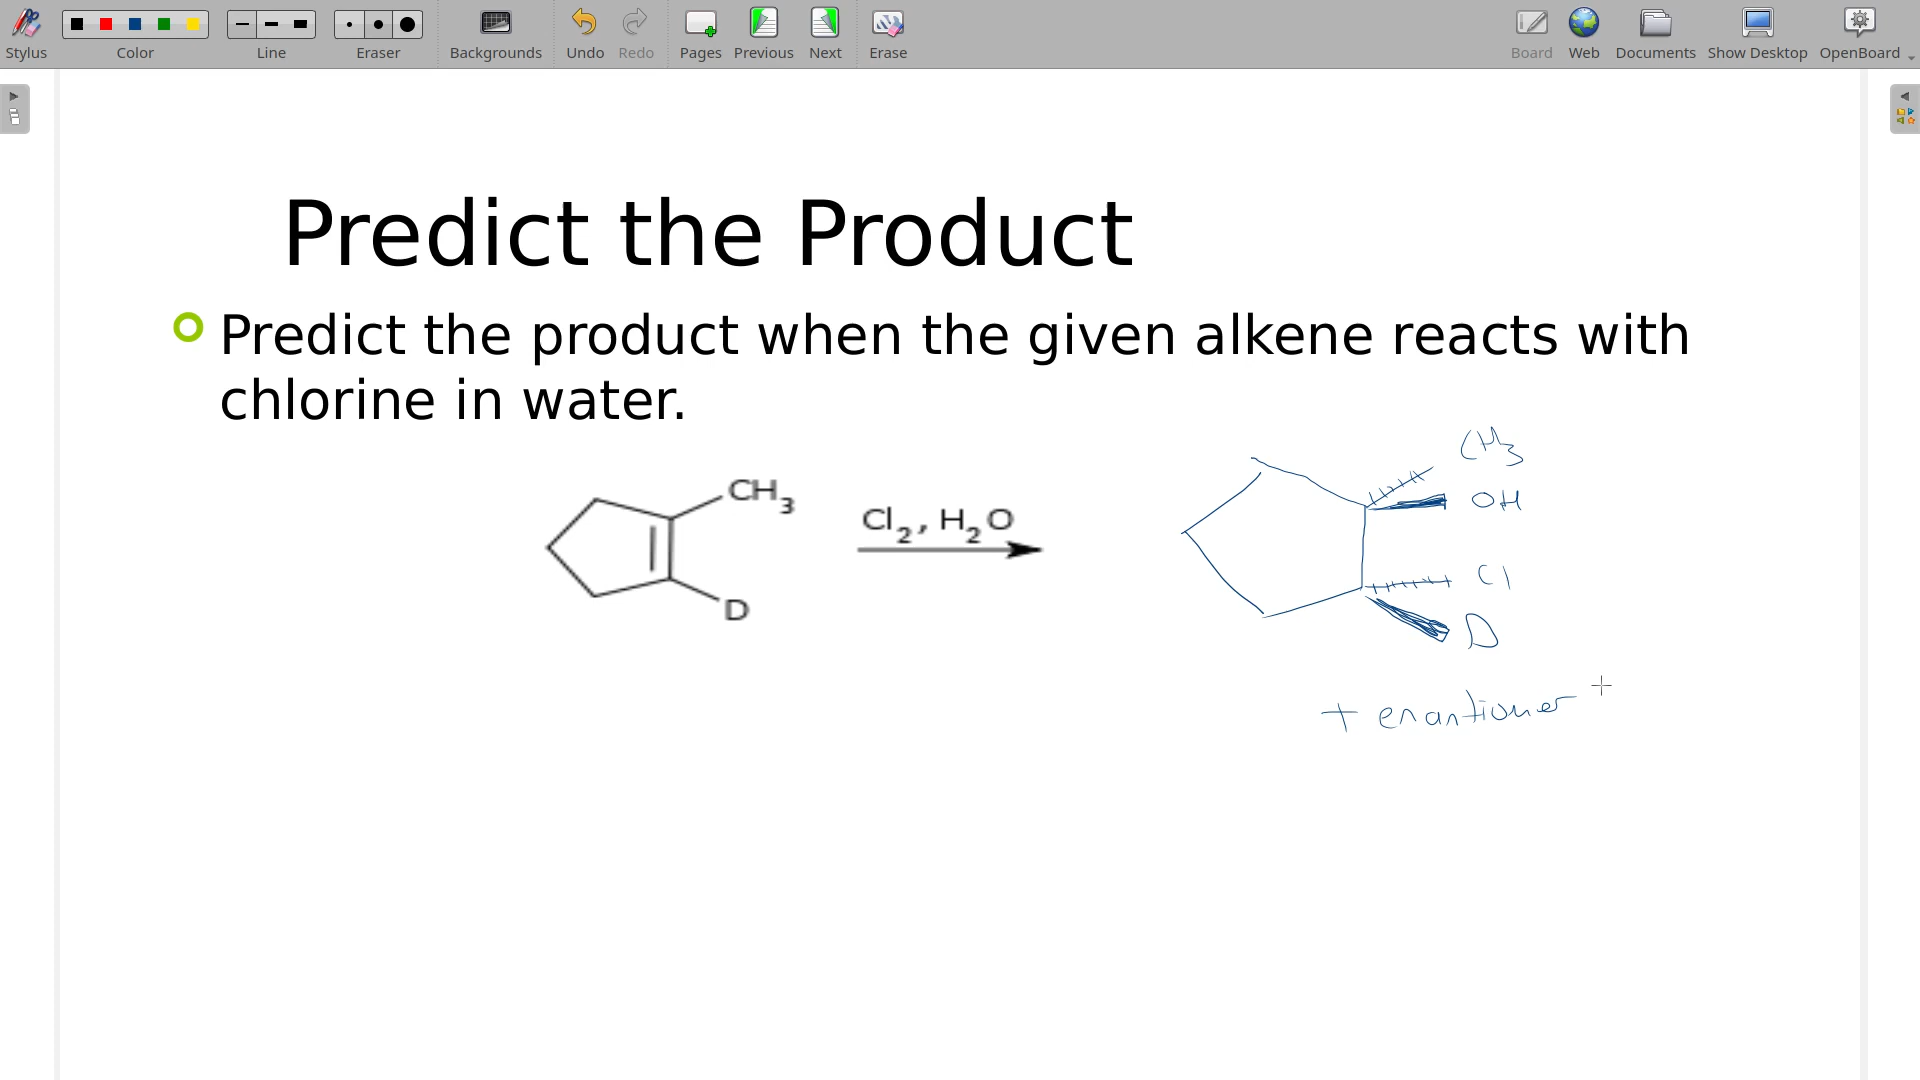 Stylus Color Line Eraser Backgrounds Undo Redo Pages Previous Next Erase Board Web Documents Show Desktop OpenBoard
Predict the Product
Predict the product when the given alkene reacts with
chlorine in water.
CH3
D
Cl2, H2O
CH3
OH
Cl
D
+ enantiomer